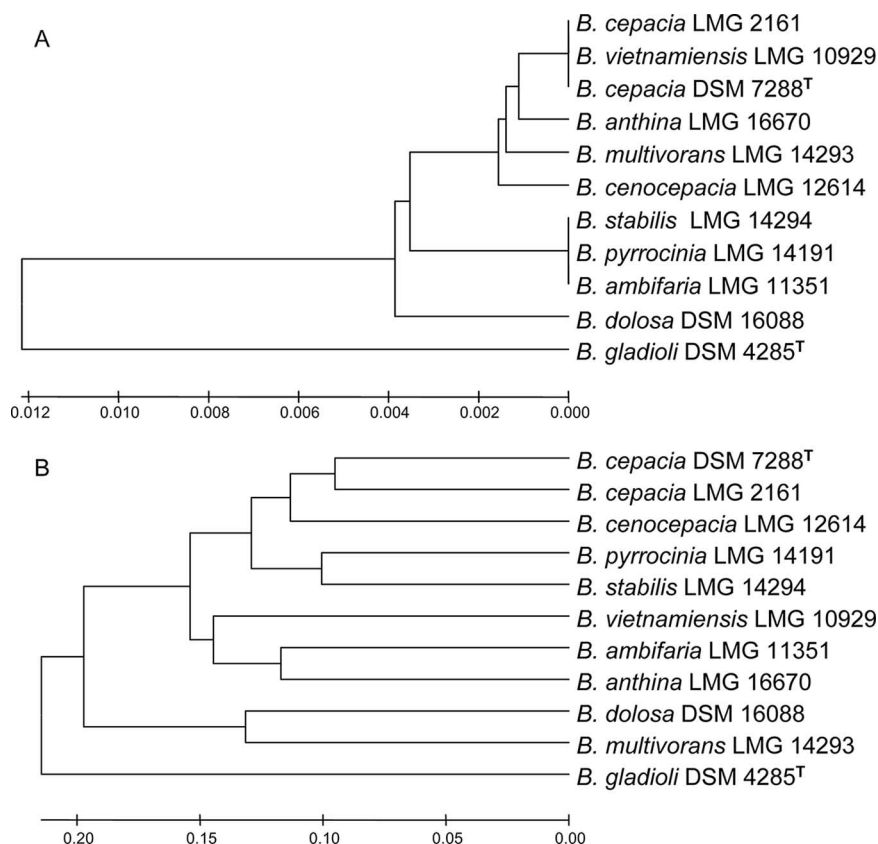 A
B. cepacia LMG 2161
B. vietnamiensis LMG 10929
B. cepacia DSM 7288ᵀ
B. anthina LMG 16670
B. multivorans LMG 14293
B. cenocepacia LMG 12614
B. stabilis LMG 14294
B. pyrrocinia LMG 14191
B. ambifaria LMG 11351
B. dolosa DSM 16088
B. gladioli DSM 4285ᵀ
0.012 0.010 0.008 0.006 0.004 0.002 0.000
B
B. cepacia DSM 7288ᵀ
B. cepacia LMG 2161
B. cenocepacia LMG 12614
B. pyrrocinia LMG 14191
B. stabilis LMG 14294
B. vietnamiensis LMG 10929
B. ambifaria LMG 11351
B. anthina LMG 16670
B. dolosa DSM 16088
B. multivorans LMG 14293
B. gladioli DSM 4285ᵀ
0.20 0.15 0.10 0.05 0.00